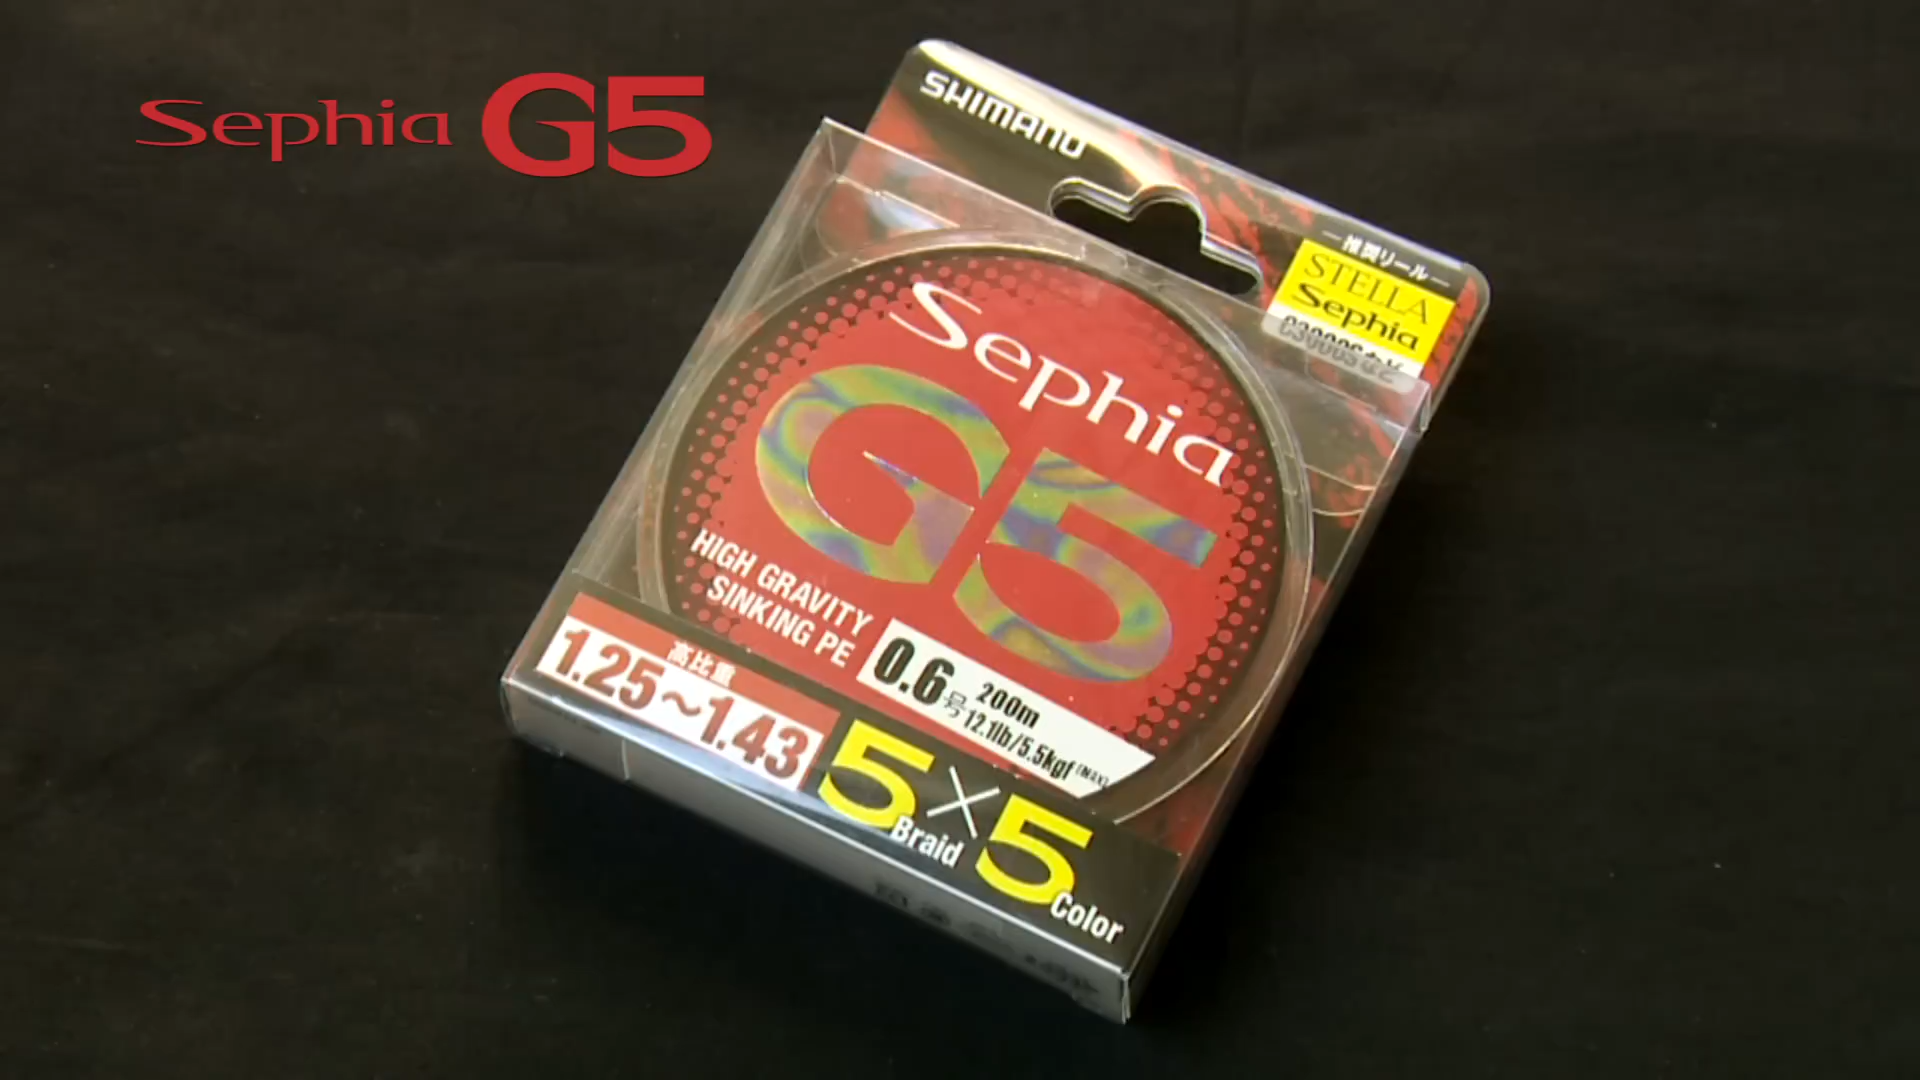 Sephia G5
SHIMANO
推奨リール
STELLA
Sephia
Sephia
G5
HIGH GRAVITY
SINKING PE
0.6号
200m
12.1lb/5.5kgf (MAX)
高比重
1.25~1.43
5×5
Braid
Color